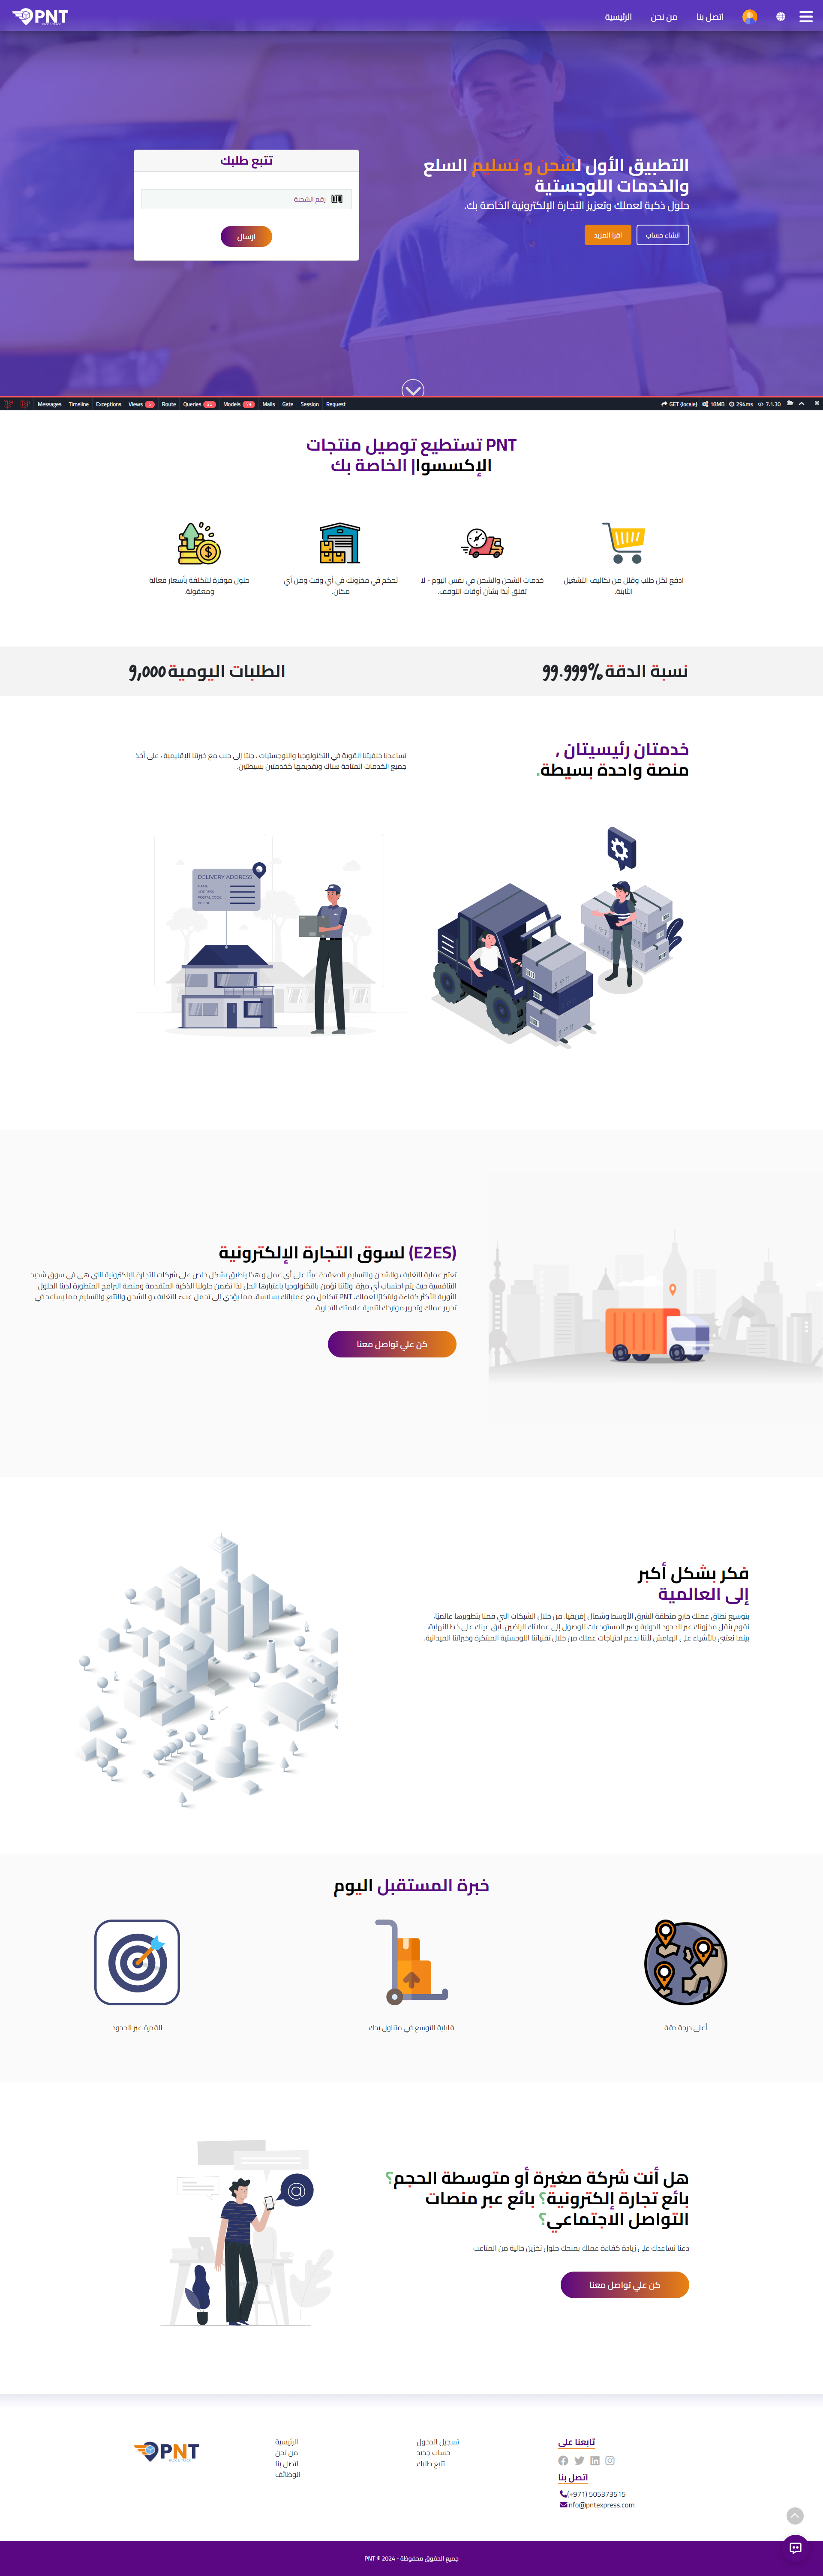 PNT
الرئيسية
من نحن
اتصل بنا
التطبيق الأول لشحن و تسليم السلع
والخدمات اللوجستية
حلول ذكية لعملك وتعزيز التجارة الإلكترونية الخاصة بك.
انشاء حساب
اقرا المزيد
تتبع طلبك
رقم الشحنة
ارسال
Messages Timeline Exceptions Views Route Queries Models Mails Gate Session Request
GET {locale} 18MB 294ms 7.1.30
PNT تستطيع توصيل منتجات
الإكسسوا| الخاصة بك
ادفع لكل طلب وقلل من تكاليف التشغيل
الثابتة.
خدمات الشحن والشحن في نفس اليوم - لا
تقلق أبدًا بشأن أوقات التوقف.
تحكم في مخزونك في أي وقت ومن أي
مكان.
حلول موفرة للتكلفة بأسعار فعالة
ومعقولة.
نسبة الدقة 99.999%
الطلبات اليومية 9,000
خدمتان رئيسيتان ,
منصة واحدة بسيطة.
تساعدنا خلفيتنا القوية في التكنولوجيا واللوجستيات ، جنبًا إلى جنب مع خبرتنا الإقليمية ، على أخذ
جميع الخدمات المتاحة هناك وتقديمها كخدمتين بسيطتين.
DELIVERY ADDRESS
NAME
ADDRESS
POSTAL CODE
PHONE
(E2ES) لسوق التجارة الإلكترونية
تعتبر عملية التغليف والشحن والتسليم المعقدة عبئًا على أي عمل و هذا ينطبق بشكل خاص على شركات التجارة الإلكترونية التي هي في سوق شديد
التنافسية حيث يتم احتساب أي ميزة. ولأننا نؤمن بالتكنولوجيا باعتبارها الحل لذا تضمن حلولنا الذكية المتقدمة ومنصة البرامج المتطورة لدينا الحلول
الثورية الأكثر كفاءة وابتكارًا لعملك. PNT تتكامل مع عملياتك بسلاسة، مما يؤدي إلى تحمل عبء التغليف و الشحن والتتبع والتسليم مما يساعد في
تحرير عملك وتحرير مواردك لتنمية علامتك التجارية.
كن علي تواصل معنا
فكر بشكل أكبر
إلى العالمية
بتوسيع نطاق عملك خارج منطقة الشرق الأوسط وشمال إفريقيا. من خلال الشبكات التي قمنا بتطويرها عالميًا،
نقوم بنقل مخزونك عبر الحدود الدولية وعبر المستودعات للوصول إلى عملائك الراضين. ابق عينك على خط النهاية،
بينما نعتني بالأشياء على الهامش لأننا ندعم احتياجات عملك من خلال تقنياتنا اللوجستية المبتكرة وخبراتنا الميدانية.
خبرة المستقبل اليوم
أعلى درجة دقة
قابلية التوسع في متناول يدك
القدرة عبر الحدود
هل أنت شركة صغيرة أو متوسطة الحجم؟
بائع تجارة إلكترونية؟ بائع عبر منصات
التواصل الاجتماعي؟
دعنا نساعدك على زيادة كفاءة عملك بمنحك حلول تخزين خالية من المتاعب
كن علي تواصل معنا
تابعنا على
اتصل بنا
(+971) 505373515
info@pntexpress.com
تسجيل الدخول
حساب جديد
تتبع طلبك
الرئيسية
من نحن
اتصل بنا
الوظائف
PNT
جميع الحقوق محفوظة - PNT © 2024